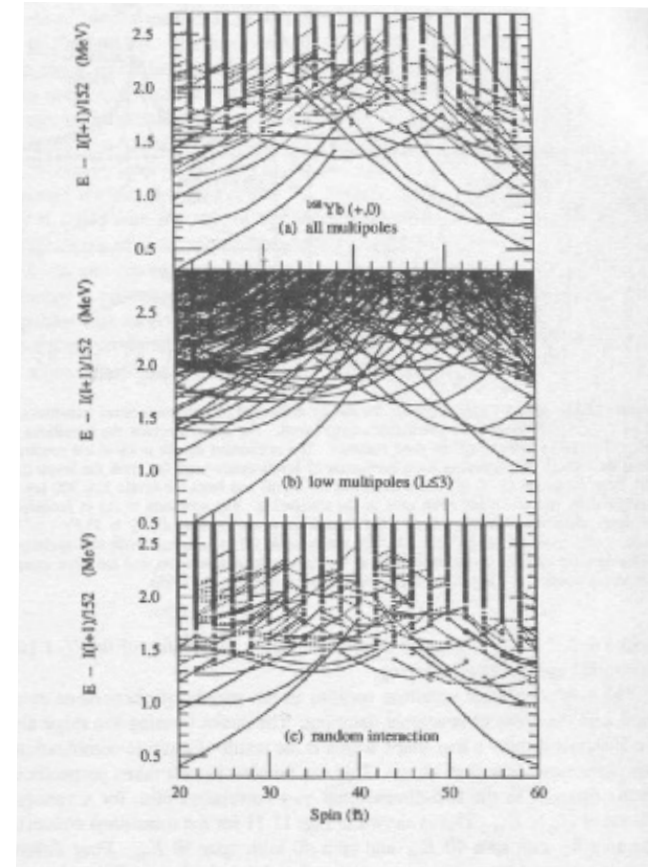 2.5
2.0
1.5
1.0
0.5
E − I(I+1)/152 (MeV)
¹⁶⁸Yb (+,0)
(a) all multipoles
2.5
2.0
1.5
1.0
E − I(I+1)/152 (MeV)
(b) low multipoles (L≤3)
0.5
2.5
2.0
1.5
1.0
0.5
E − I(I+1)/152 (MeV)
(c) random interaction
20 30 40 50 60
Spin (ħ)